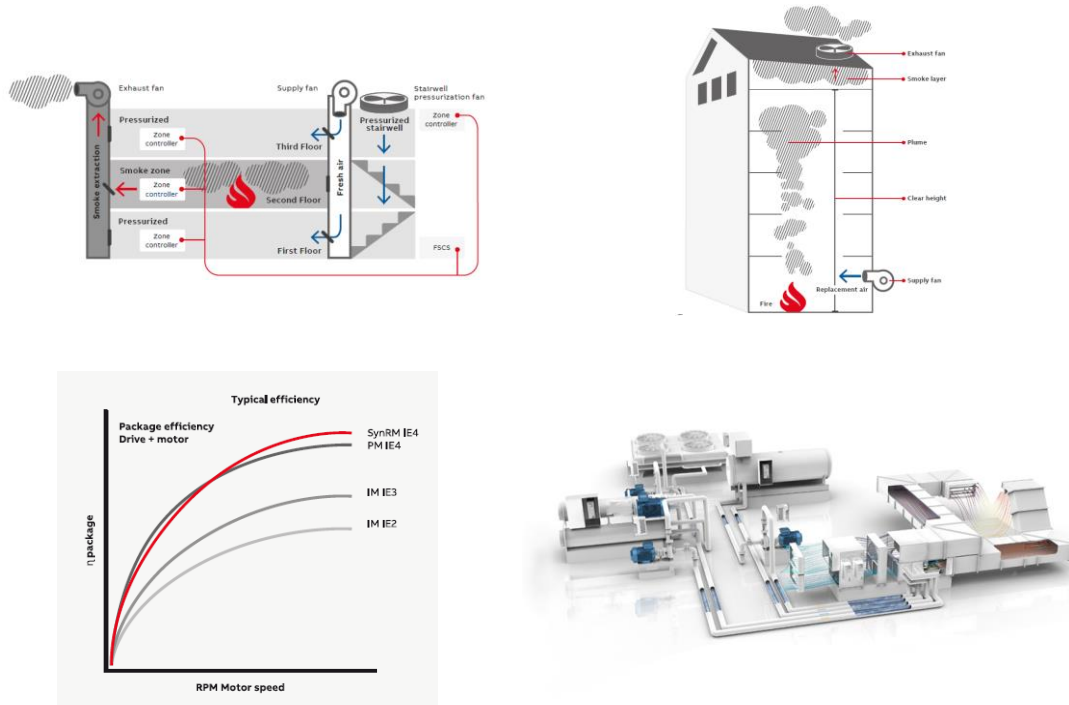 Exhaust fan
Supply fan
Stairwell
pressurization fan
Pressurized
Zone
controller
Third Floor
Pressurized
stairwell
Zone
controller
Smoke extraction
Smoke zone
Zone
controller
Second Floor
Fresh air
Pressurized
Zone
controller
First Floor
FSCS
Exhaust fan
Smoke layer
Plume
Clear height
Replacement air
Supply fan
Fire
Typical efficiency
Package efficiency
Drive + motor
SynRM IE4
PM IE4
IM IE3
IM IE2
η package
RPM Motor speed